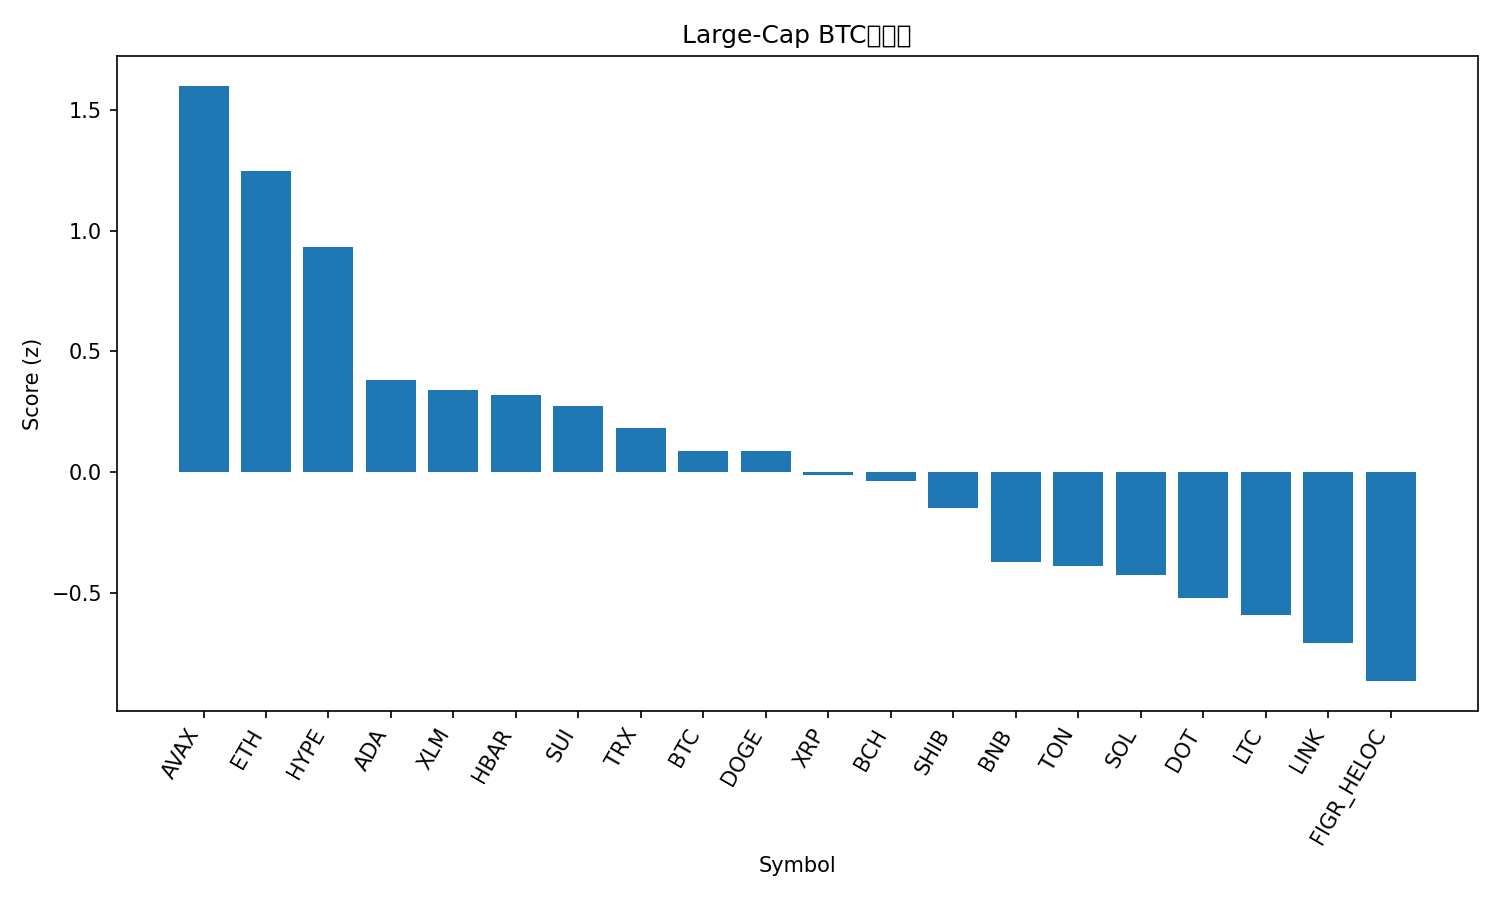 Large-Cap BTC
Score (z)
1.5
1.0
0.5
0.0
−0.5
AVAX
ETH
HYPE
ADA
XLM
HBAR
SUI
TRX
BTC
DOGE
XRP
BCH
SHIB
BNB
TON
SOL
DOT
LTC
LINK
FIGR_HELOC
Symbol